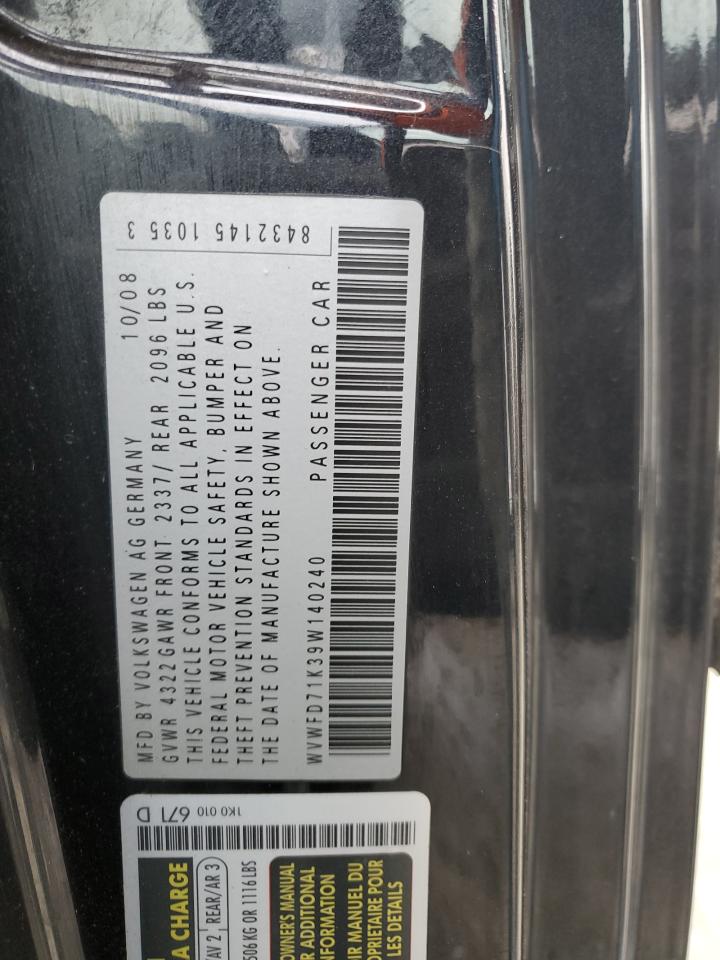 MFD BY VOLKSWAGEN AG GERMANY 10/08
GVWR 4322 GAWR FRONT 2337/ REAR 2096 LBS
THIS VEHICLE CONFORMS TO ALL APPLICABLE U.S.
FEDERAL MOTOR VEHICLE SAFETY, BUMPER AND
THEFT PREVENTION STANDARDS IN EFFECT ON
THE DATE OF MANUFACTURE SHOWN ABOVE.
WVWFD71K39W140240 PASSENGER CAR
8432145 1035 3
1K0 010 671 D
A CHARGE
/AV 2, REAR/AR 3
506 KG OR 1116 LBS
OWNER'S MANUAL
R ADDITIONAL
FORMATION
IR MANUEL DU
PROPRIETAIRE POUR
LES DETAILS